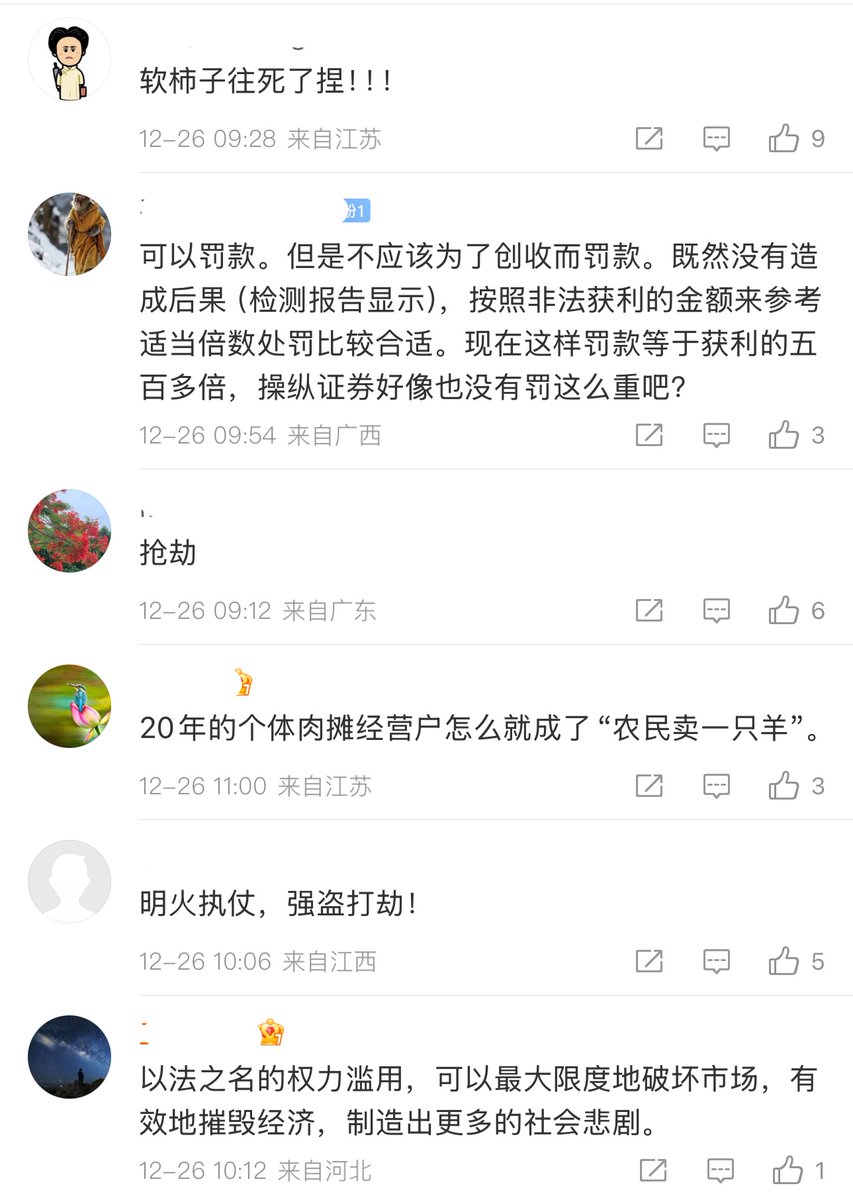 软柿子往死了捏！！！
12-26 09:28 来自江苏
9
可以罚款。但是不应该为了创收而罚款。既然没有造
成后果（检测报告显示），按照非法获利的金额来参考
适当倍数处罚比较合适。现在这样罚款等于获利的五
百多倍，操纵证券好像也没有罚这么重吧？
12-26 09:54 来自广西
3
抢劫
12-26 09:12 来自广东
6
20年的个体肉摊经营户怎么就成了“农民卖一只羊”。
12-26 11:00 来自江苏
3
明火执仗，强盗打劫！
12-26 10:06 来自江西
5
以法之名的权力滥用，可以最大限度地破坏市场，有
效地摧毁经济，制造出更多的社会悲剧。
12-26 10:12 来自河北
1